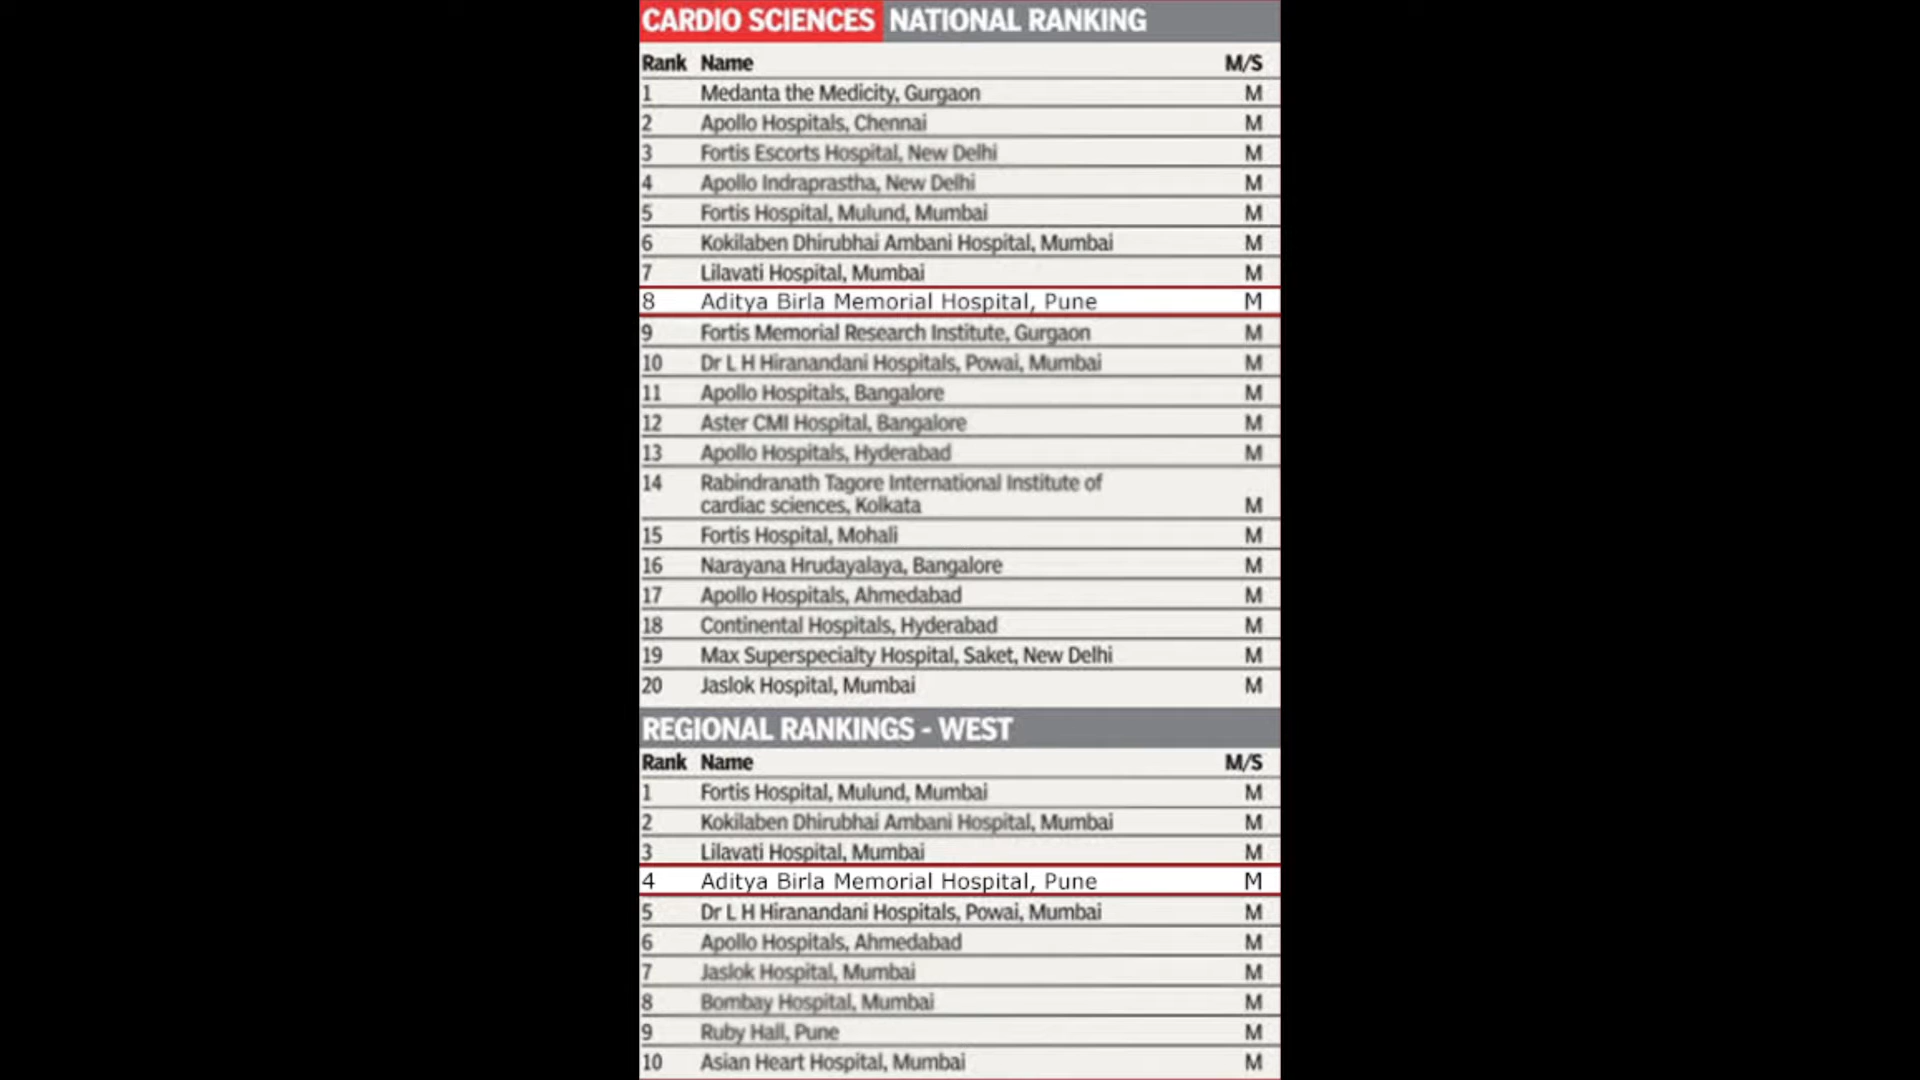 CARDIO SCIENCES NATIONAL RANKING
Rank Name M/S
1 Medanta the Medicity, Gurgaon M
2 Apollo Hospitals, Chennai M
3 Fortis Escorts Hospital, New Delhi M
4 Apollo Indraprastha, New Delhi M
5 Fortis Hospital, Mulund, Mumbai M
6 Kokilaben Dhirubhai Ambani Hospital, Mumbai M
7 Lilavati Hospital, Mumbai M
8 Aditya Birla Memorial Hospital, Pune M
9 Fortis Memorial Research Institute, Gurgaon M
10 Dr L H Hiranandani Hospitals, Powai, Mumbai M
11 Apollo Hospitals, Bangalore M
12 Aster CMI Hospital, Bangalore M
13 Apollo Hospitals, Hyderabad M
14 Rabindranath Tagore International Institute of
cardiac sciences, Kolkata M
15 Fortis Hospital, Mohali M
16 Narayana Hrudayalaya, Bangalore M
17 Apollo Hospitals, Ahmedabad M
18 Continental Hospitals, Hyderabad M
19 Max Superspecialty Hospital, Saket, New Delhi M
20 Jaslok Hospital, Mumbai M
REGIONAL RANKINGS - WEST
Rank Name M/S
1 Fortis Hospital, Mulund, Mumbai M
2 Kokilaben Dhirubhai Ambani Hospital, Mumbai M
3 Lilavati Hospital, Mumbai M
4 Aditya Birla Memorial Hospital, Pune M
5 Dr L H Hiranandani Hospitals, Powai, Mumbai M
6 Apollo Hospitals, Ahmedabad M
7 Jaslok Hospital, Mumbai M
8 Bombay Hospital, Mumbai M
9 Ruby Hall, Pune M
10 Asian Heart Hospital, Mumbai M